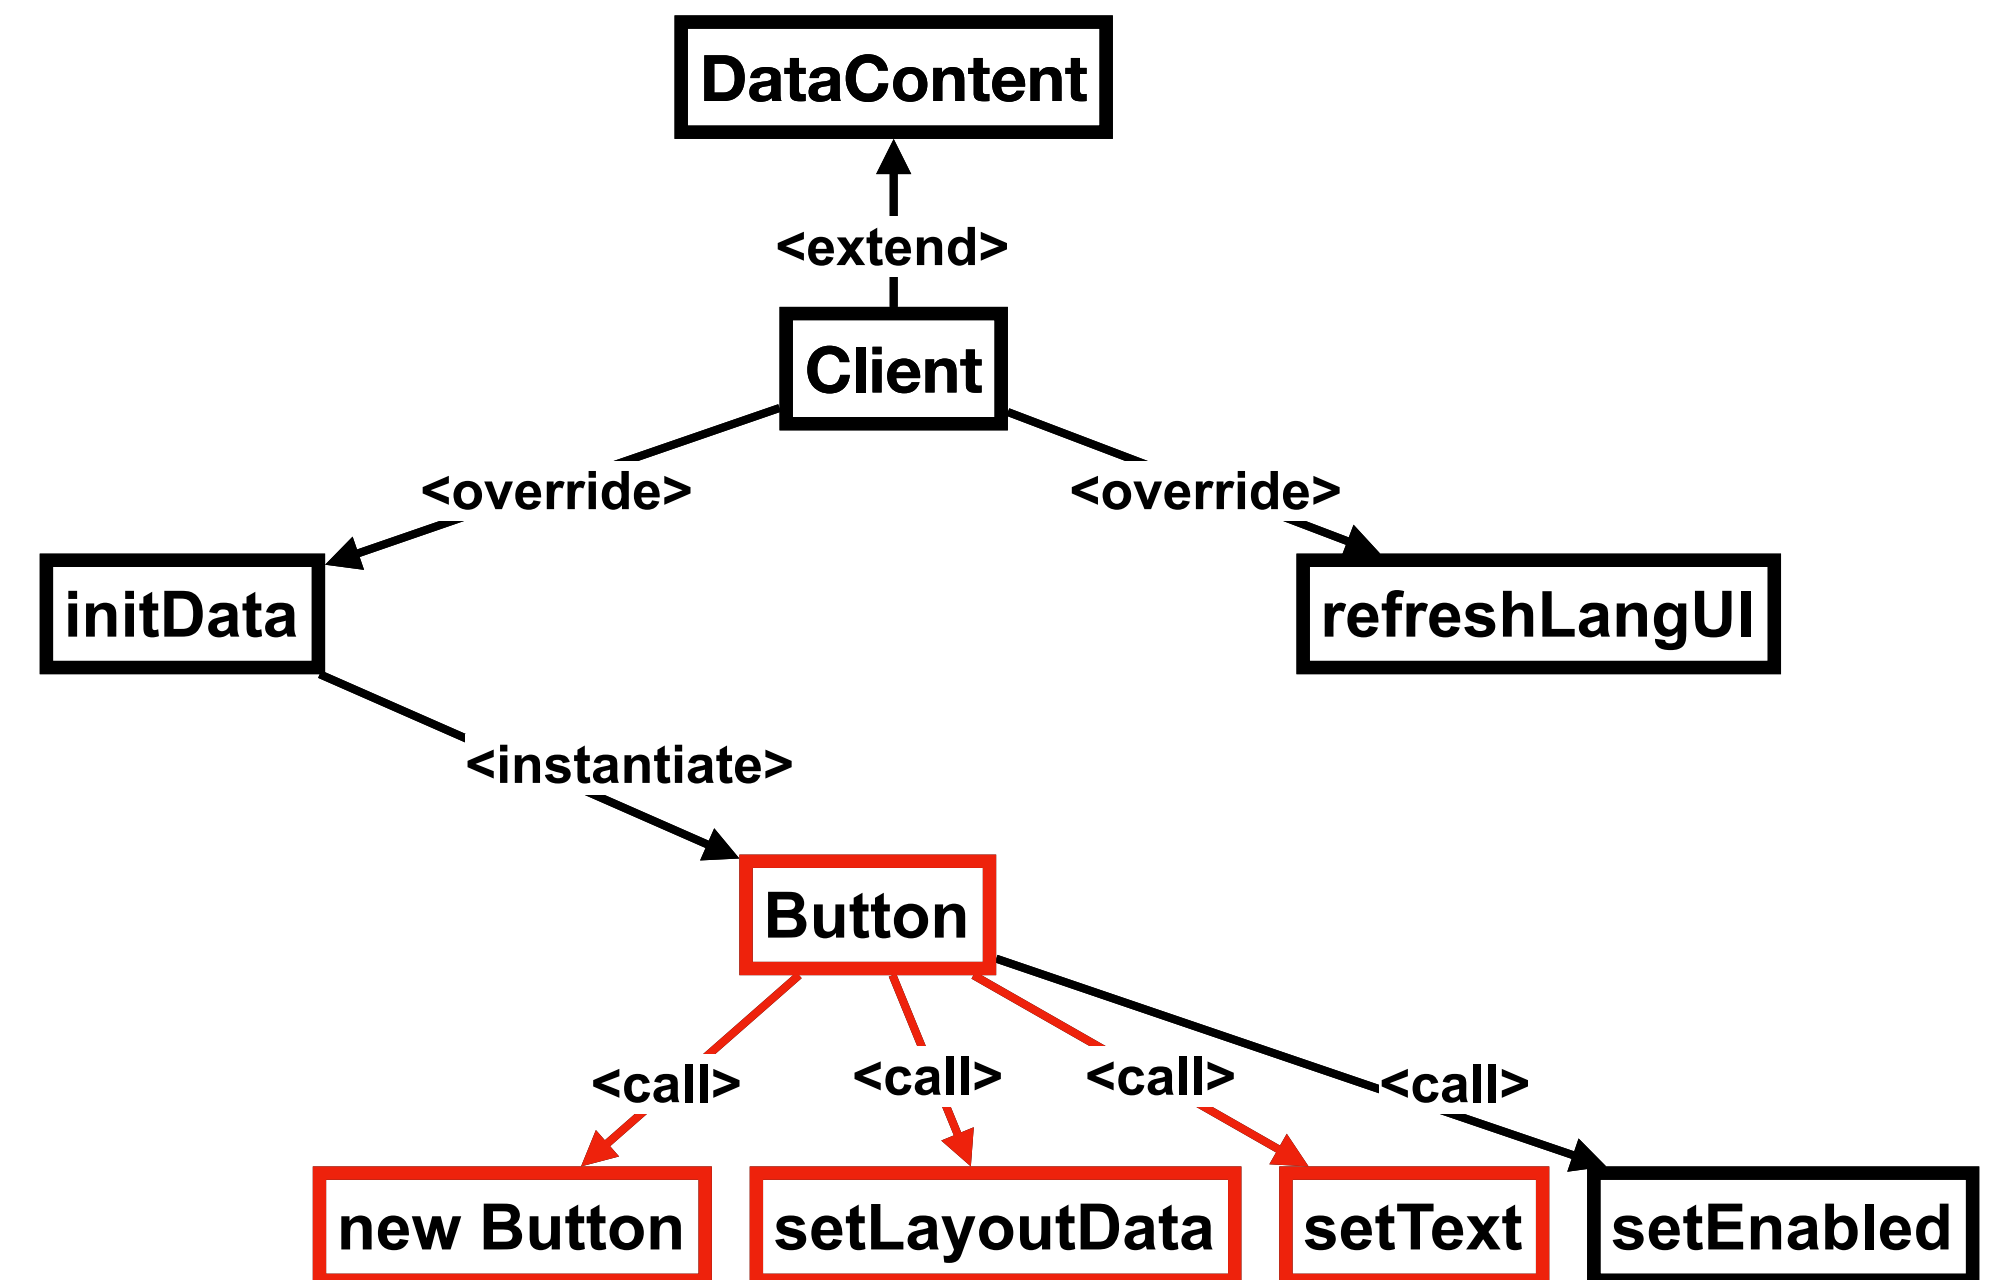 DataContent
<extend>
Client
<override>
<override>
initData
refreshLangUI
<instantiate>
Button
<call>
<call>
<call>
<call>
new Button
setLayoutData
setText
setEnabled